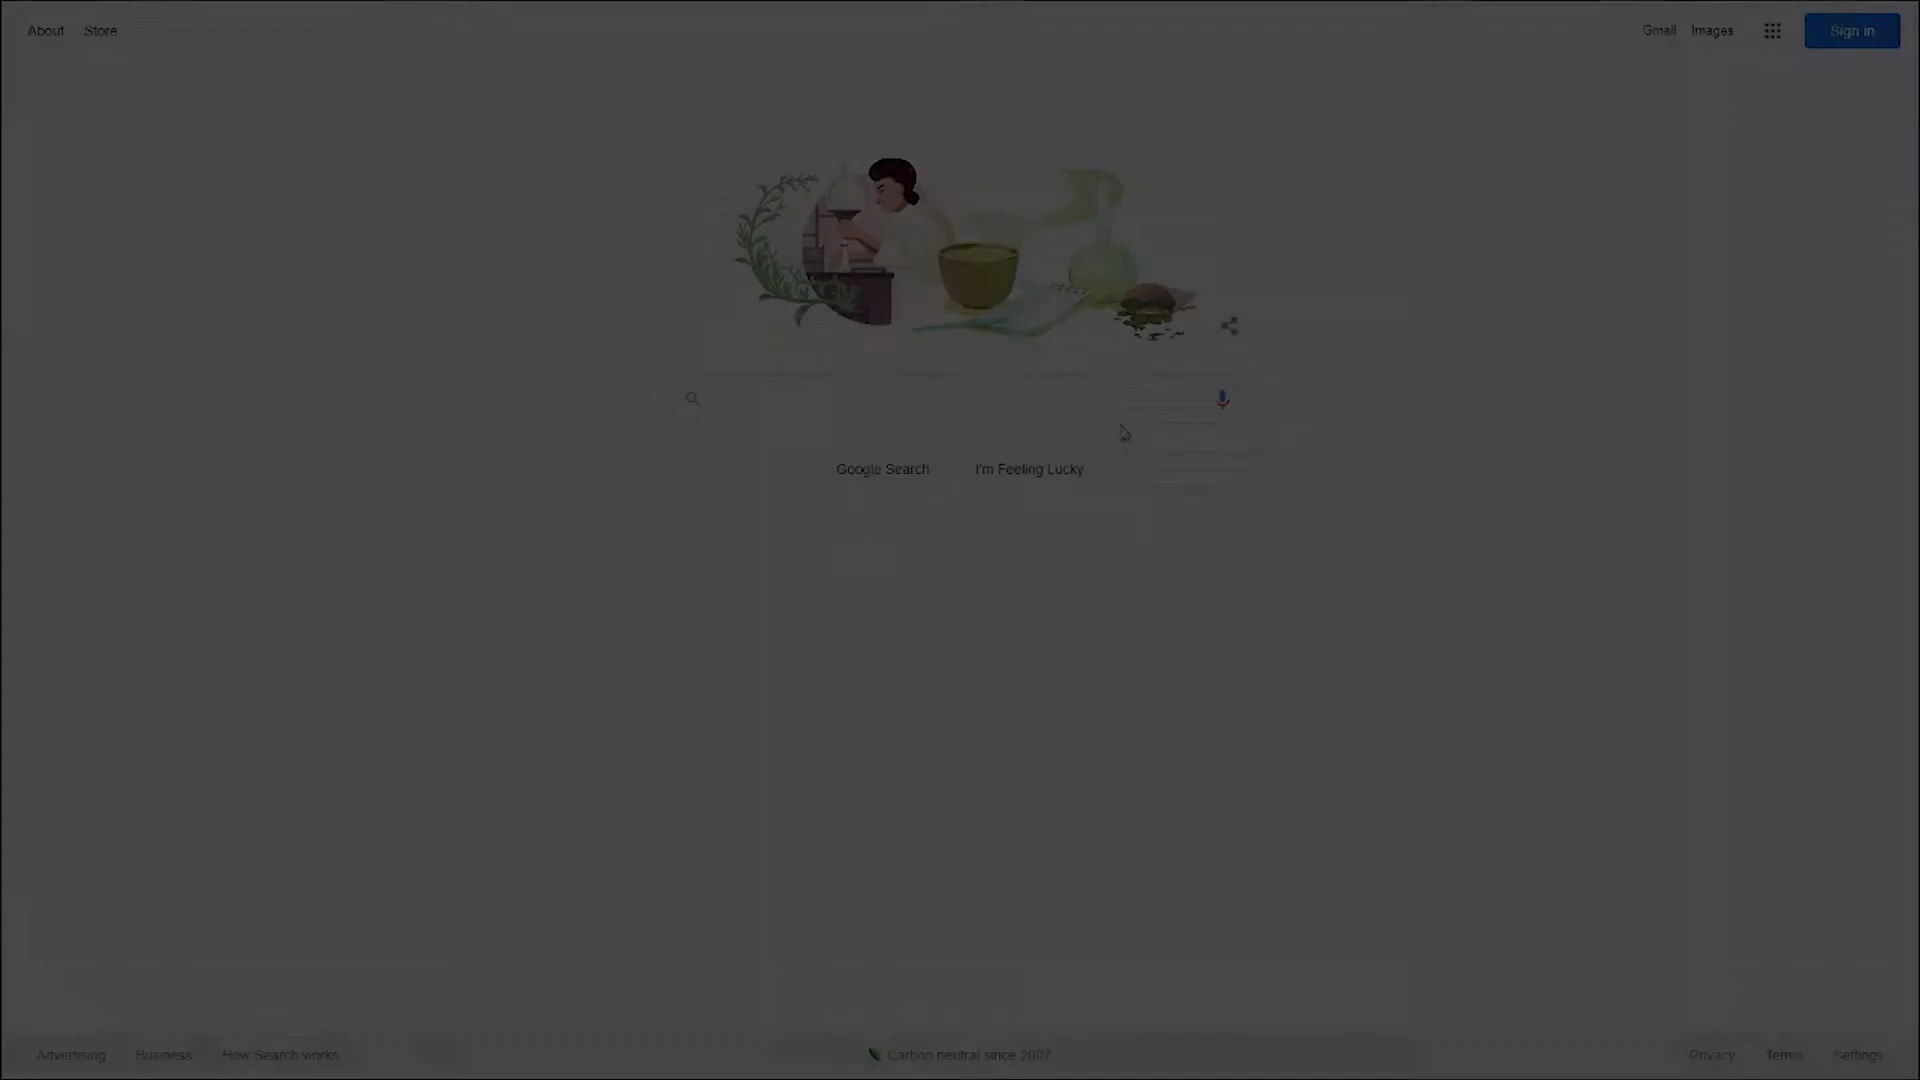 About Store Gmail Images Sign in
Google Search I'm Feeling Lucky
Advertising Business How Search works Carbon neutral since 2007 Privacy Terms Settings